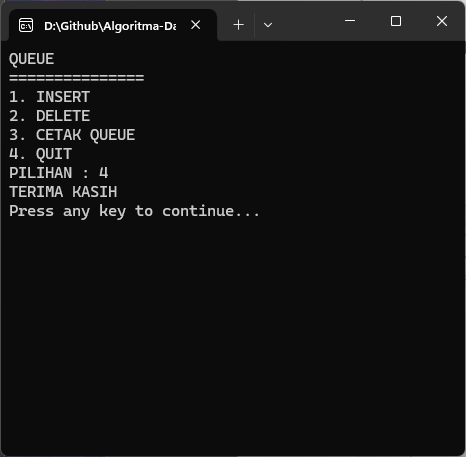 D:\Github\Algoritma-Da
QUEUE
===============
1. INSERT
2. DELETE
3. CETAK QUEUE
4. QUIT
PILIHAN : 4
TERIMA KASIH
Press any key to continue...